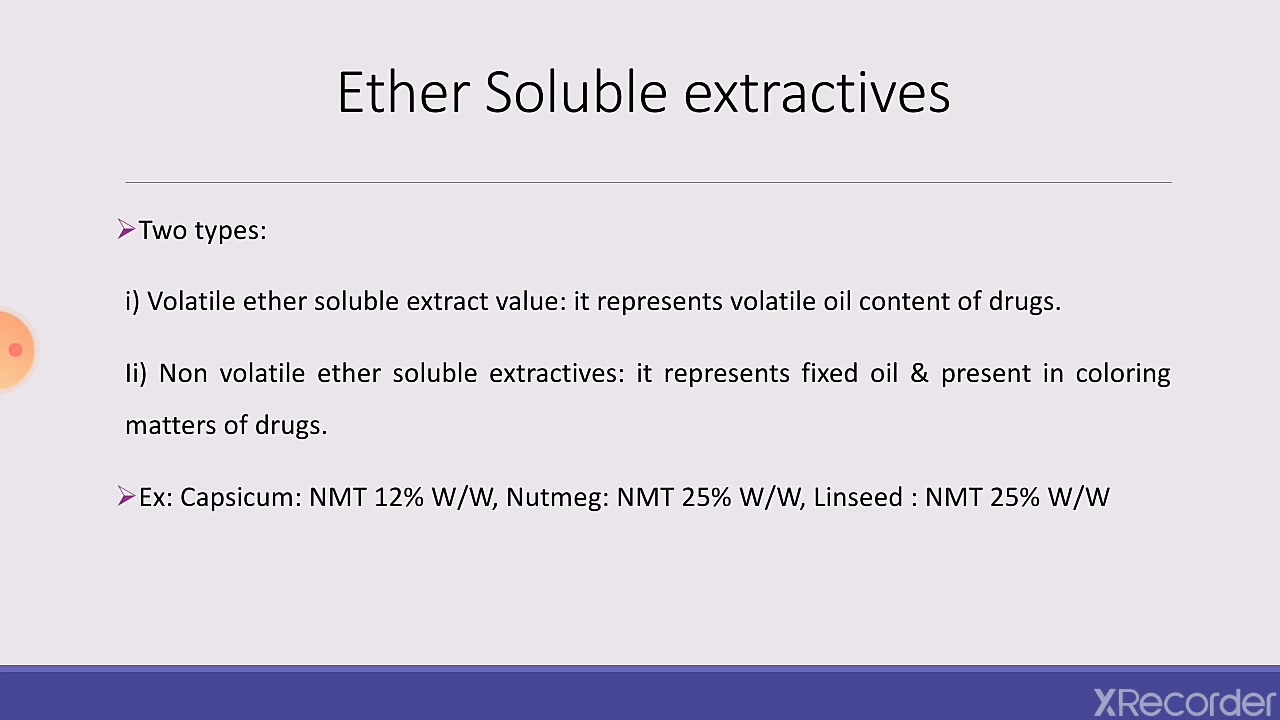 Ether Soluble extractives
➢Two types:
i) Volatile ether soluble extract value: it represents volatile oil content of drugs.
Ii) Non volatile ether soluble extractives: it represents fixed oil & present in coloring
matters of drugs.
➢Ex: Capsicum: NMT 12% W/W, Nutmeg: NMT 25% W/W, Linseed : NMT 25% W/W
XRecorder